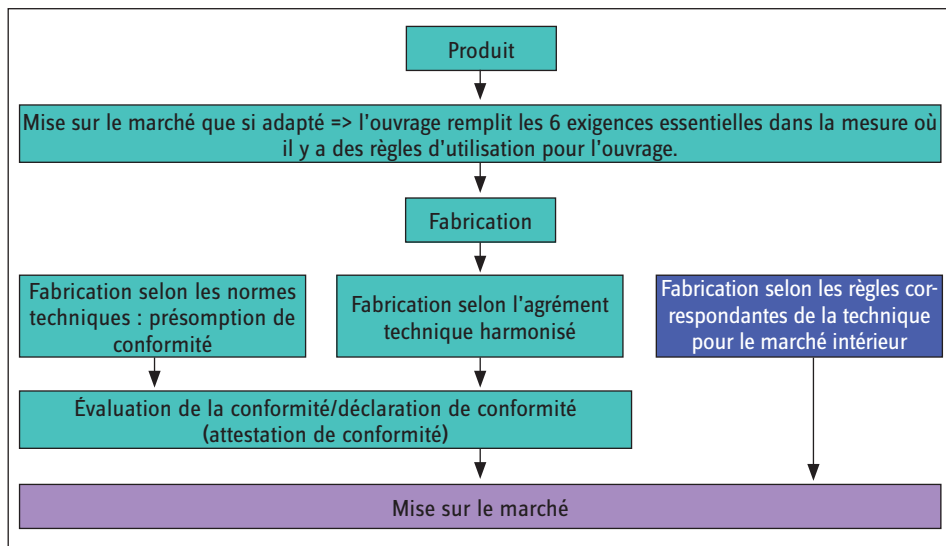 Produit
Mise sur le marché que si adapté => l'ouvrage remplit les 6 exigences essentielles dans la mesure où
il y a des règles d'utilisation pour l'ouvrage.
Fabrication
Fabrication selon les normes
techniques : présomption de
conformité
Fabrication selon l'agrément
technique harmonisé
Fabrication selon les règles cor-
respondantes de la technique
pour le marché intérieur
Évaluation de la conformité/déclaration de conformité
(attestation de conformité)
Mise sur le marché